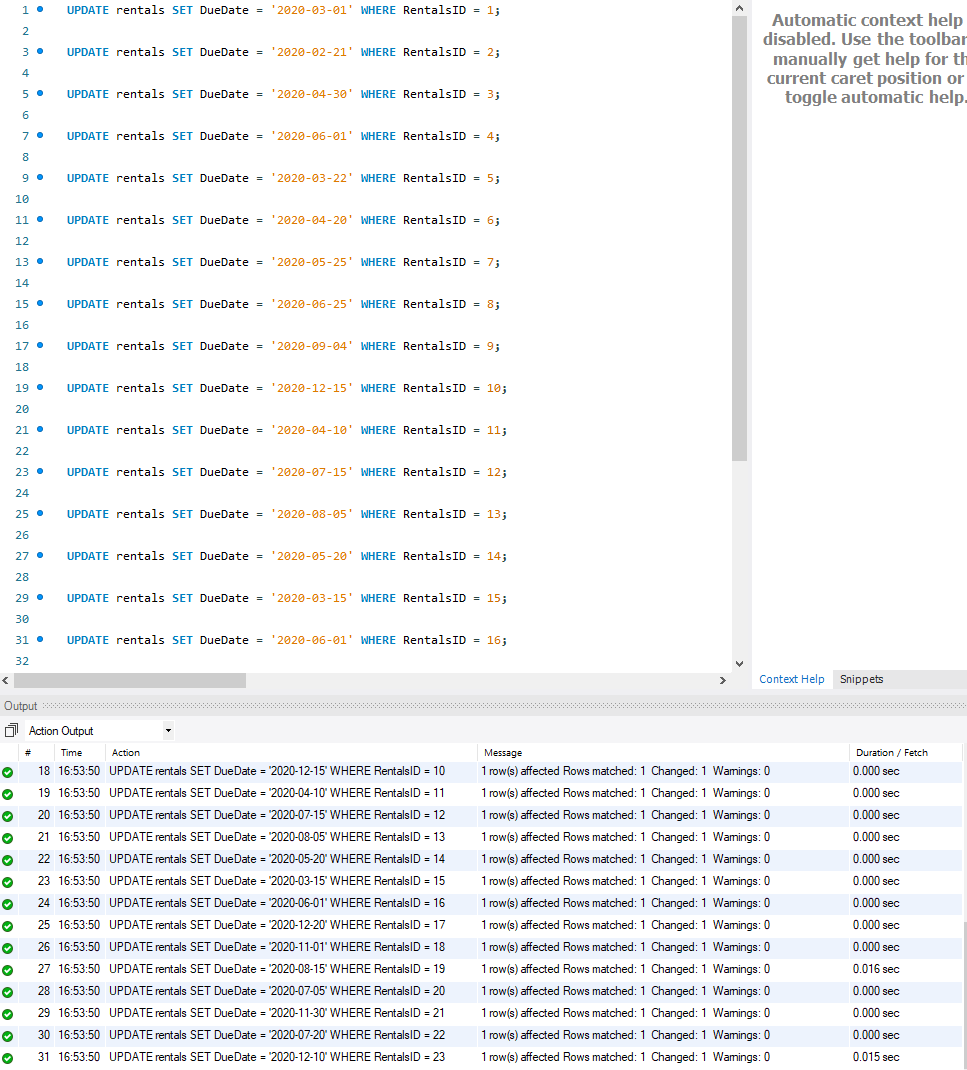 1 UPDATE rentals SET DueDate = '2020-03-01' WHERE RentalsID = 1;
2
3 UPDATE rentals SET DueDate = '2020-02-21' WHERE RentalsID = 2;
4
5 UPDATE rentals SET DueDate = '2020-04-30' WHERE RentalsID = 3;
6
7 UPDATE rentals SET DueDate = '2020-06-01' WHERE RentalsID = 4;
8
9 UPDATE rentals SET DueDate = '2020-03-22' WHERE RentalsID = 5;
10
11 UPDATE rentals SET DueDate = '2020-04-20' WHERE RentalsID = 6;
12
13 UPDATE rentals SET DueDate = '2020-05-25' WHERE RentalsID = 7;
14
15 UPDATE rentals SET DueDate = '2020-06-25' WHERE RentalsID = 8;
16
17 UPDATE rentals SET DueDate = '2020-09-04' WHERE RentalsID = 9;
18
19 UPDATE rentals SET DueDate = '2020-12-15' WHERE RentalsID = 10;
20
21 UPDATE rentals SET DueDate = '2020-04-10' WHERE RentalsID = 11;
22
23 UPDATE rentals SET DueDate = '2020-07-15' WHERE RentalsID = 12;
24
25 UPDATE rentals SET DueDate = '2020-08-05' WHERE RentalsID = 13;
26
27 UPDATE rentals SET DueDate = '2020-05-20' WHERE RentalsID = 14;
28
29 UPDATE rentals SET DueDate = '2020-03-15' WHERE RentalsID = 15;
30
31 UPDATE rentals SET DueDate = '2020-06-01' WHERE RentalsID = 16;
32
Automatic context help
disabled. Use the toolbar
manually get help for th
current caret position or
toggle automatic help.
Context Help Snippets
Output
Action Output
# Time Action Message Duration / Fetch
18 16:53:50 UPDATE rentals SET DueDate = '2020-12-15' WHERE RentalsID = 10 1 row(s) affected Rows matched: 1 Changed: 1 Warnings: 0 0.000 sec
19 16:53:50 UPDATE rentals SET DueDate = '2020-04-10' WHERE RentalsID = 11 1 row(s) affected Rows matched: 1 Changed: 1 Warnings: 0 0.000 sec
20 16:53:50 UPDATE rentals SET DueDate = '2020-07-15' WHERE RentalsID = 12 1 row(s) affected Rows matched: 1 Changed: 1 Warnings: 0 0.000 sec
21 16:53:50 UPDATE rentals SET DueDate = '2020-08-05' WHERE RentalsID = 13 1 row(s) affected Rows matched: 1 Changed: 1 Warnings: 0 0.000 sec
22 16:53:50 UPDATE rentals SET DueDate = '2020-05-20' WHERE RentalsID = 14 1 row(s) affected Rows matched: 1 Changed: 1 Warnings: 0 0.000 sec
23 16:53:50 UPDATE rentals SET DueDate = '2020-03-15' WHERE RentalsID = 15 1 row(s) affected Rows matched: 1 Changed: 1 Warnings: 0 0.000 sec
24 16:53:50 UPDATE rentals SET DueDate = '2020-06-01' WHERE RentalsID = 16 1 row(s) affected Rows matched: 1 Changed: 1 Warnings: 0 0.000 sec
25 16:53:50 UPDATE rentals SET DueDate = '2020-12-20' WHERE RentalsID = 17 1 row(s) affected Rows matched: 1 Changed: 1 Warnings: 0 0.000 sec
26 16:53:50 UPDATE rentals SET DueDate = '2020-11-01' WHERE RentalsID = 18 1 row(s) affected Rows matched: 1 Changed: 1 Warnings: 0 0.000 sec
27 16:53:50 UPDATE rentals SET DueDate = '2020-08-15' WHERE RentalsID = 19 1 row(s) affected Rows matched: 1 Changed: 1 Warnings: 0 0.016 sec
28 16:53:50 UPDATE rentals SET DueDate = '2020-07-05' WHERE RentalsID = 20 1 row(s) affected Rows matched: 1 Changed: 1 Warnings: 0 0.000 sec
29 16:53:50 UPDATE rentals SET DueDate = '2020-11-30' WHERE RentalsID = 21 1 row(s) affected Rows matched: 1 Changed: 1 Warnings: 0 0.000 sec
30 16:53:50 UPDATE rentals SET DueDate = '2020-07-20' WHERE RentalsID = 22 1 row(s) affected Rows matched: 1 Changed: 1 Warnings: 0 0.000 sec
31 16:53:50 UPDATE rentals SET DueDate = '2020-12-10' WHERE RentalsID = 23 1 row(s) affected Rows matched: 1 Changed: 1 Warnings: 0 0.015 sec